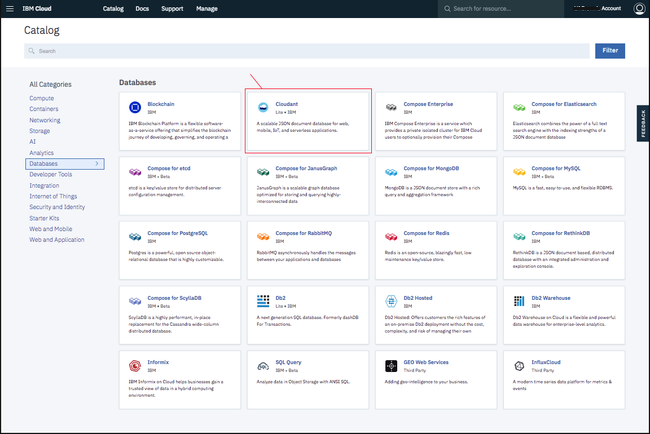 IBM Cloud
Catalog
Docs
Support
Manage
Search for resource...
Account
Catalog
Search
Filter
All Categories
Compute
Containers
Networking
Storage
AI
Analytics
Databases
Developer Tools
Integration
Internet of Things
Security and Identity
Starter Kits
Web and Mobile
Web and Application
Databases
Blockchain
IBM
IBM Blockchain Platform is a flexible software-
as-a-service offering that simplifies the blockchain
journey of developing, governing, and operating a
Cloudant
Lite • IBM
A scalable JSON document database for web,
mobile, IoT, and serverless applications.
Compose Enterprise
IBM
IBM Compose Enterprise is a service which
provides a private isolated cluster for IBM Cloud
users to optionally provision their Compose
Compose for Elasticsearch
IBM
Elasticsearch combines the power of a full text
search engine with the indexing strengths of a
JSON document database
Compose for etcd
IBM • Beta
etcd is a key/value store for distributed server
configuration management.
Compose for JanusGraph
IBM • Beta
JanusGraph is a scalable graph database
optimized for storing and querying highly-
interconnected data
Compose for MongoDB
IBM
MongoDB is a JSON document store with a rich
query and aggregation framework
Compose for MySQL
IBM • Beta
MySQL is a fast, easy-to-use, and flexible RDBMS.
Compose for PostgreSQL
IBM
Postgres is a powerful, open source object-
relational database that is highly customizable.
Compose for RabbitMQ
IBM
RabbitMQ asynchronously handles the messages
between your applications and databases
Compose for Redis
IBM
Redis is an open-source, blazingly fast, low
maintenance key/value store.
Compose for RethinkDB
IBM
RethinkDB is a JSON document based, distributed
database with an integrated administration and
exploration console.
Compose for ScyllaDB
IBM • Beta
ScyllaDB is a highly performant, in-place
replacement for the Cassandra wide-column
distributed database.
Db2
Lite • IBM
A next generation SQL database. Formerly dashDB
For Transactions.
Db2 Hosted
IBM
Db2 Hosted: Offers customers the rich features of
an on-premise Db2 deployment without the cost,
complexity, and risk of managing their own
Db2 Warehouse
IBM
Db2 Warehouse on Cloud is a flexible and powerful
data warehouse for enterprise-level analytics.
Informix
IBM
IBM Informix on Cloud helps businesses gain a
trusted view of data in a hybrid computing
environment.
SQL Query
IBM • Beta
Analyze data in Object Storage with ANSI SQL.
GEO Web Services
Third Party
Adding geo-intelligence to your business.
InfluxCloud
Third Party
A modern time series data platform for metrics &
events
FEEDBACK